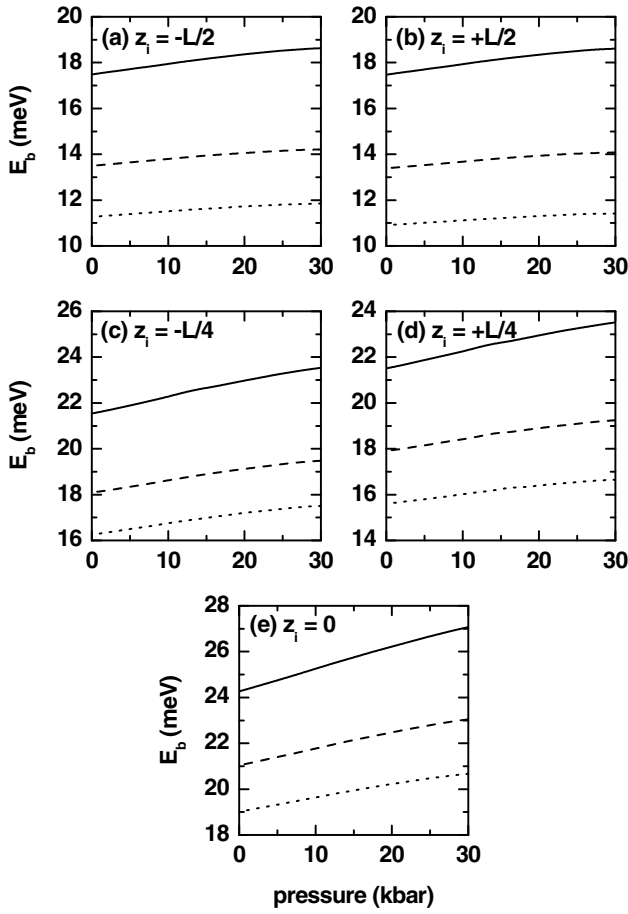 (a) z_i = -L/2
(b) z_i = +L/2
E_b (meV)
20
18
16
14
12
10
0 10 20 30
20
18
16
14
12
10
0 10 20 30
(c) z_i = -L/4
(d) z_i = +L/4
E_b (meV)
26
24
22
20
18
16
0 10 20 30
24
22
20
18
16
14
0 10 20 30
(e) z_i = 0
E_b (meV)
28
26
24
22
20
18
0 10 20 30
pressure (kbar)